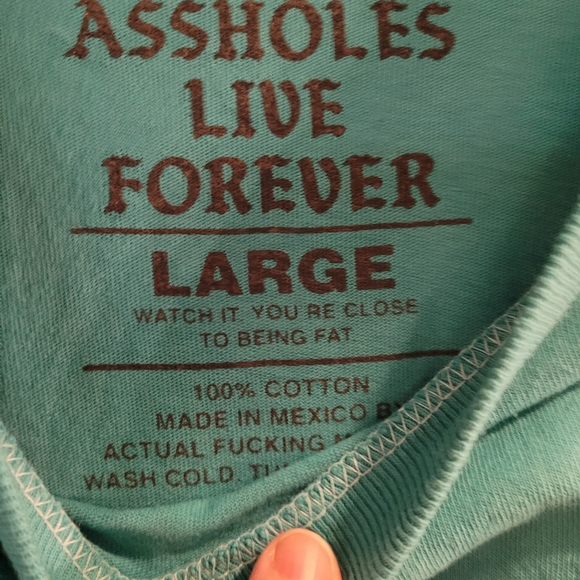 ASSHOLES
LIVE
FOREVER
LARGE
WATCH IT. YOU'RE CLOSE
TO BEING FAT.
100% COTTON
MADE IN MEXICO
ACTUAL FUCKING
WASH COLD.